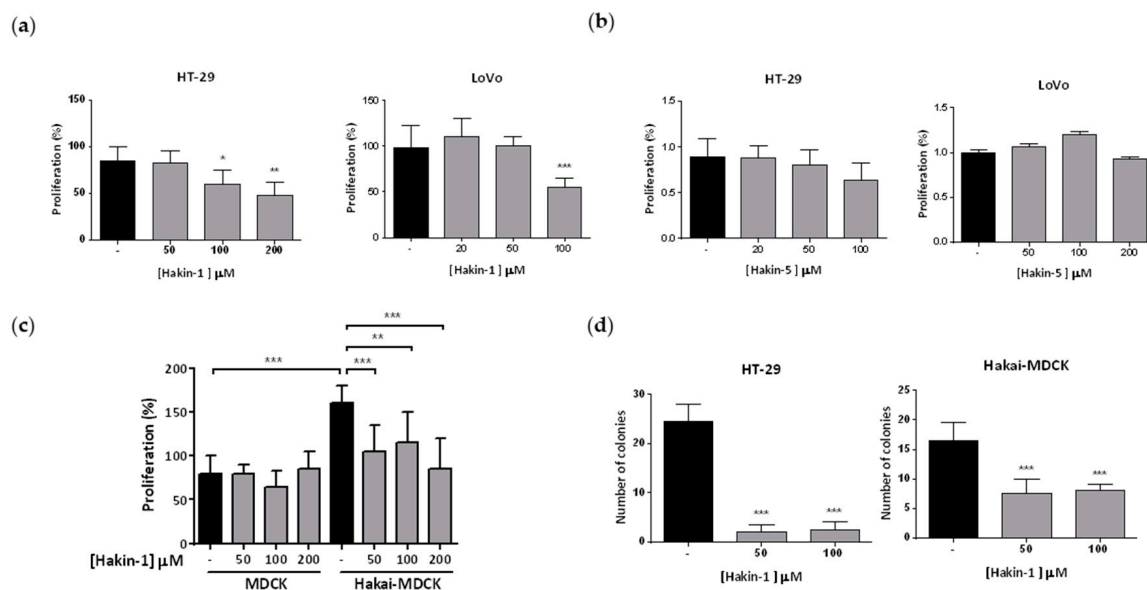 (a)
HT-29
Proliferation (%)
150
100
50
0
*
**
- 50 100 200
[Hakin-1 ] µM
LoVo
Proliferation (%)
150
100
50
0
***
- 20 50 100
[Hakin-1 ] µM
(b)
HT-29
Proliferation (%)
1.5
1.0
0.5
0.0
- 20 50 100
[Hakin-5 ] µM
LoVo
Proliferation (%)
1.5
1.0
0.5
0.0
- 50 100 200
[Hakin-5 ] µM
(c)
***
**
*** ***
Proliferation (%)
200
150
100
50
0
[Hakin-1] µM - 50 100 200 - 50 100 200
MDCK Hakai-MDCK
(d)
HT-29
Number of colonies
30
20
10
0
*** ***
- 50 100
[Hakin-1 ] µM
Hakai-MDCK
Number of colonies
25
20
15
10
5
0
*** ***
- 50 100
[Hakin-1 ] µM